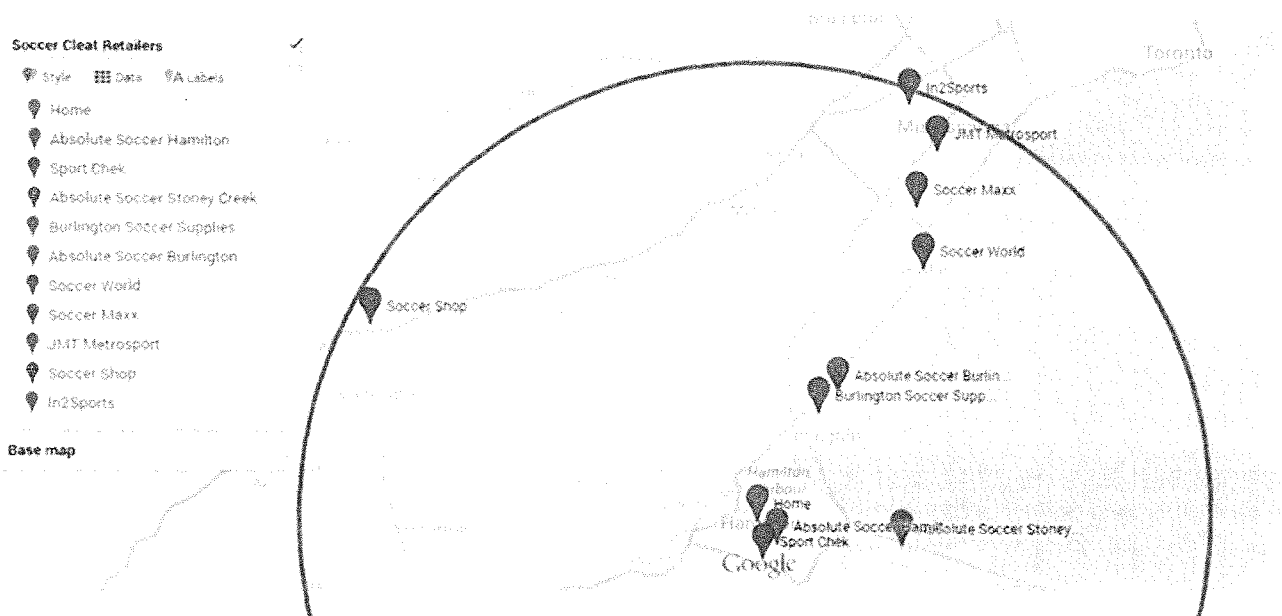 Soccer Cleat Retailers
Style Data A Labels
Home
Absolute Soccer Hamilton
Sport Chek
Absolute Soccer Stoney Creek
Burlington Soccer Supplies
Absolute Soccer Burlington
Soccer World
Soccer Maxx
JMT Metrosport
Soccer Shop
In2Sports
Base map
Toronto
In2Sports
JMT Metrosport
Soccer Maxx
Soccer World
Soccer Shop
Absolute Soccer Burlin...
Burlington Soccer Supp...
Hamilton
Harbour
Home
Absolute Soccer Hamil
olute Soccer Stoney...
Sport Chek
Google